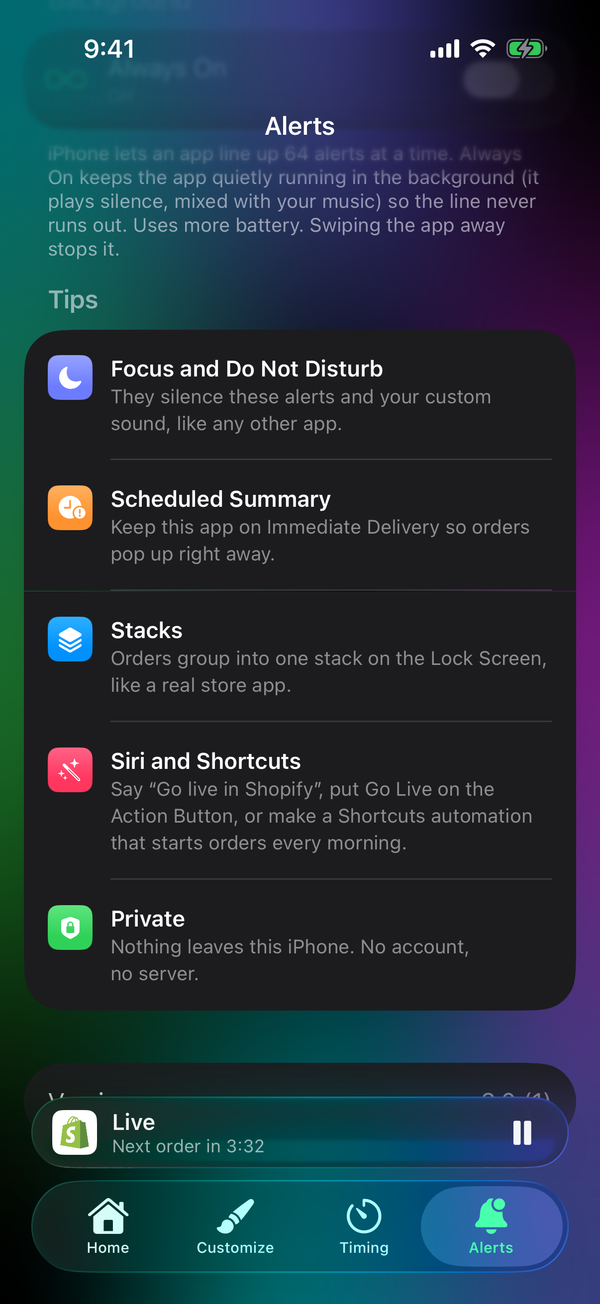 9:41
Always On
Alerts
iPhone lets an app line up 64 alerts at a time. Always
On keeps the app quietly running in the background (it
plays silence, mixed with your music) so the line never
runs out. Uses more battery. Swiping the app away
stops it.
Tips
Focus and Do Not Disturb
They silence these alerts and your custom
sound, like any other app.
Scheduled Summary
Keep this app on Immediate Delivery so orders
pop up right away.
Stacks
Orders group into one stack on the Lock Screen,
like a real store app.
Siri and Shortcuts
Say “Go live in Shopify”, put Go Live on the
Action Button, or make a Shortcuts automation
that starts orders every morning.
Private
Nothing leaves this iPhone. No account,
no server.
Live
Next order in 3:32
Home
Customize
Timing
Alerts